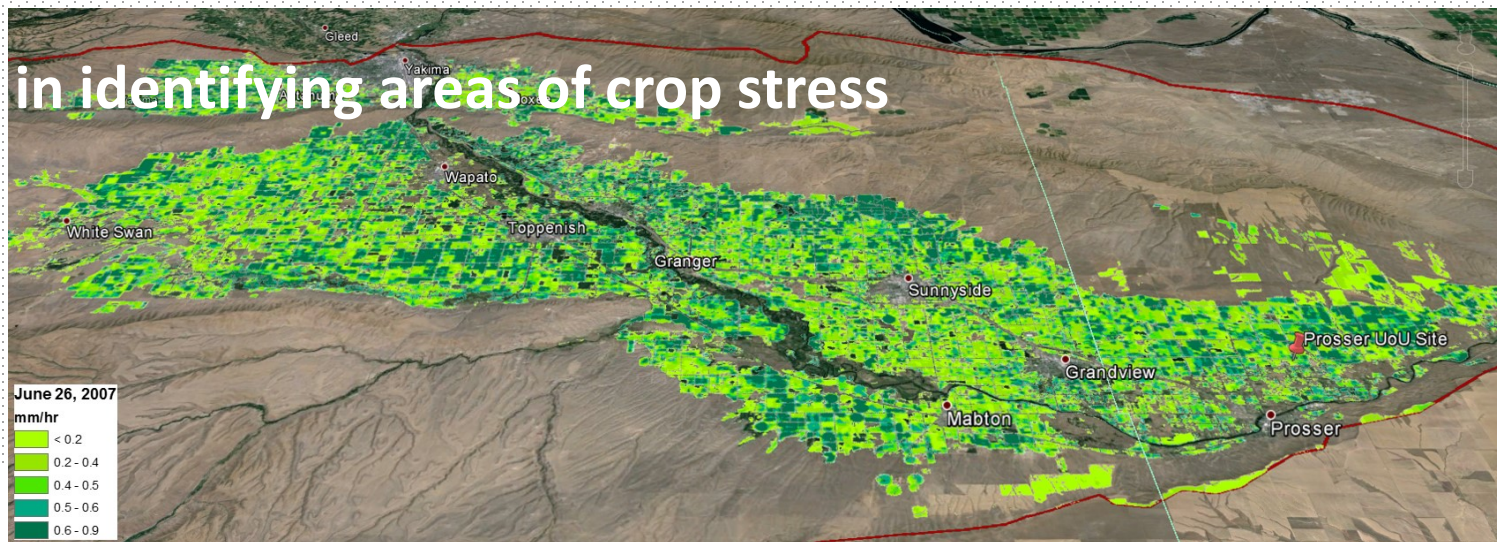 Gleed
Yakima
in identifying areas of crop stress
Wapato
White Swan
Toppenish
Granger
Sunnyside
Prosser UoU Site
Grandview
Mabton
Prosser
June 26, 2007
mm/hr
< 0.2
0.2 - 0.4
0.4 - 0.5
0.5 - 0.6
0.6 - 0.9